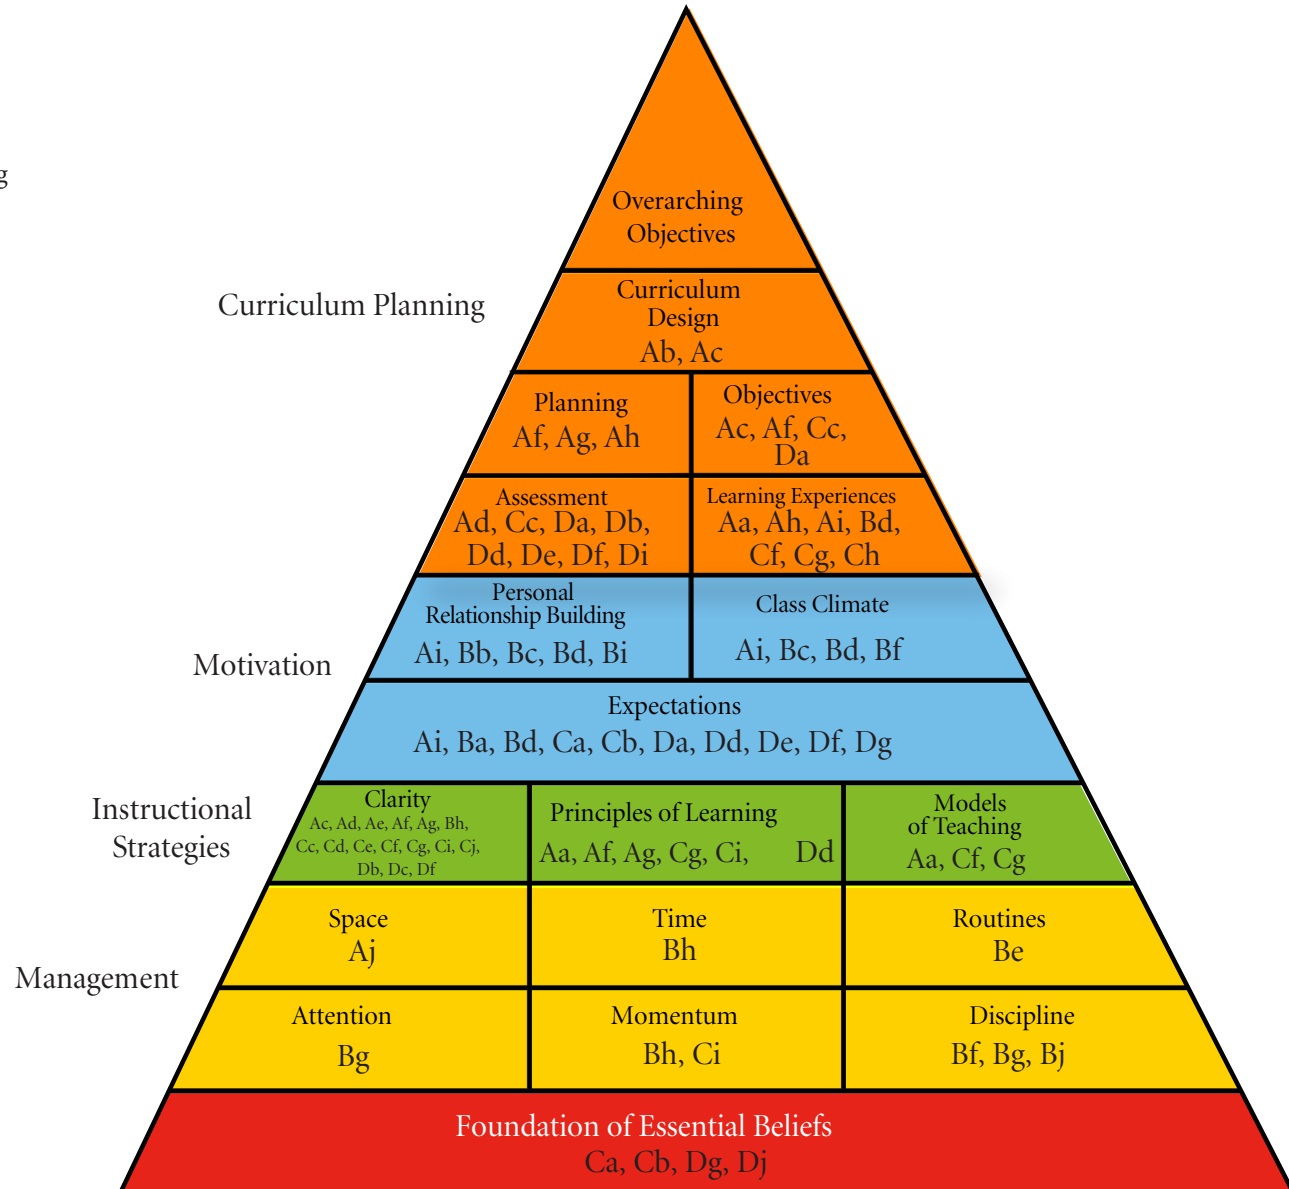 g
Overarching
Objectives
Curriculum Planning
Curriculum
Design
Ab, Ac
Planning
Af, Ag, Ah
Objectives
Ac, Af, Cc,
Da
Assessment
Ad, Cc, Da, Db,
Dd, De, Df, Di
Learning Experiences
Aa, Ah, Ai, Bd,
Cf, Cg, Ch
Motivation
Personal
Relationship Building
Ai, Bb, Bc, Bd, Bi
Class Climate
Ai, Bc, Bd, Bf
Expectations
Ai, Ba, Bd, Ca, Cb, Da, Dd, De, Df, Dg
Instructional
Strategies
Clarity
Ac, Ad, Ae, Af, Ag, Bh,
Cc, Cd, Ce, Cf, Cg, Ci, Cj,
Db, Dc, Df
Principles of Learning
Aa, Af, Ag, Cg, Ci, Dd
Models
of Teaching
Aa, Cf, Cg
Management
Space
Aj
Time
Bh
Routines
Be
Attention
Bg
Momentum
Bh, Ci
Discipline
Bf, Bg, Bj
Foundation of Essential Beliefs
Ca, Cb, Dg, Dj